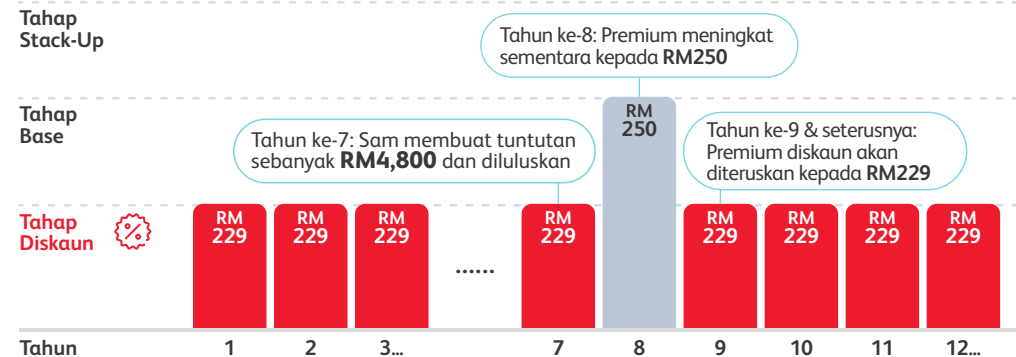 Tahap
Stack-Up
Tahun ke-8: Premium meningkat
sementara kepada RM250
Tahap
Base
RM
250
Tahun ke-7: Sam membuat tuntutan
sebanyak RM4,800 dan diluluskan
Tahun ke-9 & seterusnya:
Premium diskaun akan
diteruskan kepada RM229
Tahap
Diskaun
%
RM
229
RM
229
RM
229
......
RM
229
RM
229
RM
229
RM
229
RM
229
Tahun 1 2 3... 7 8 9 10 11 12...